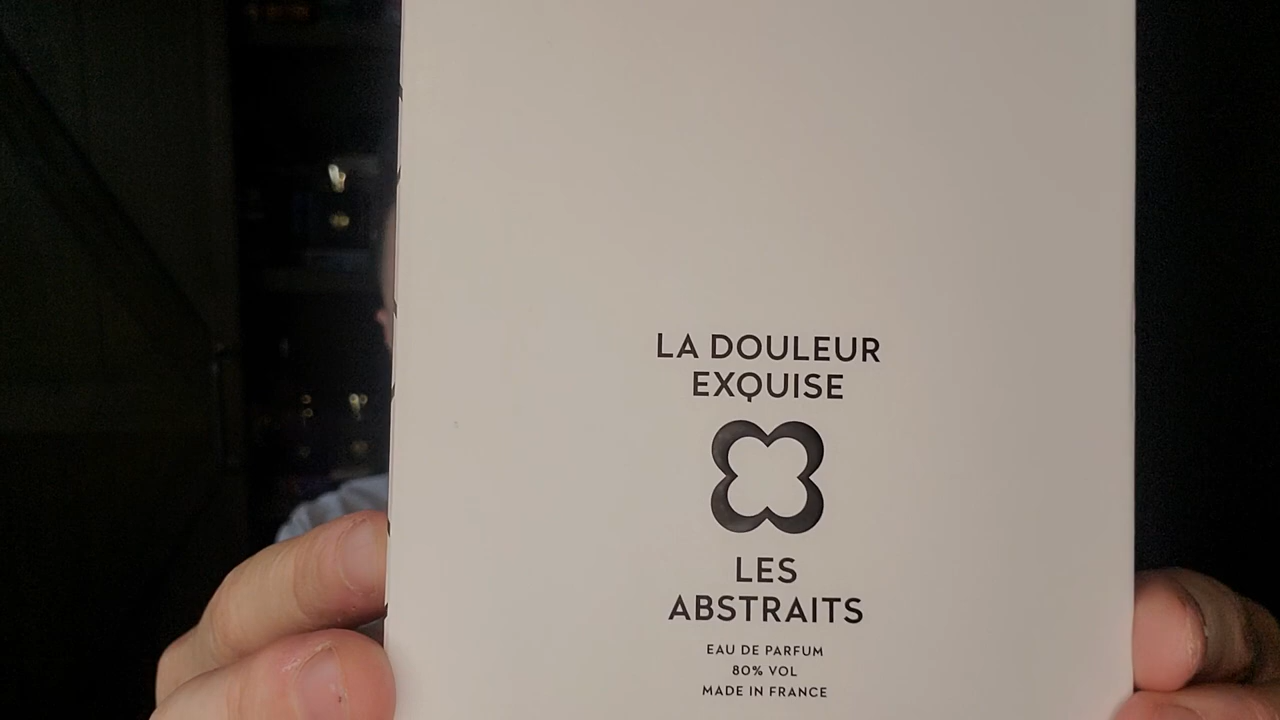 LA DOULEUR
EXQUISE
LES
ABSTRAITS
EAU DE PARFUM
80% VOL
MADE IN FRANCE